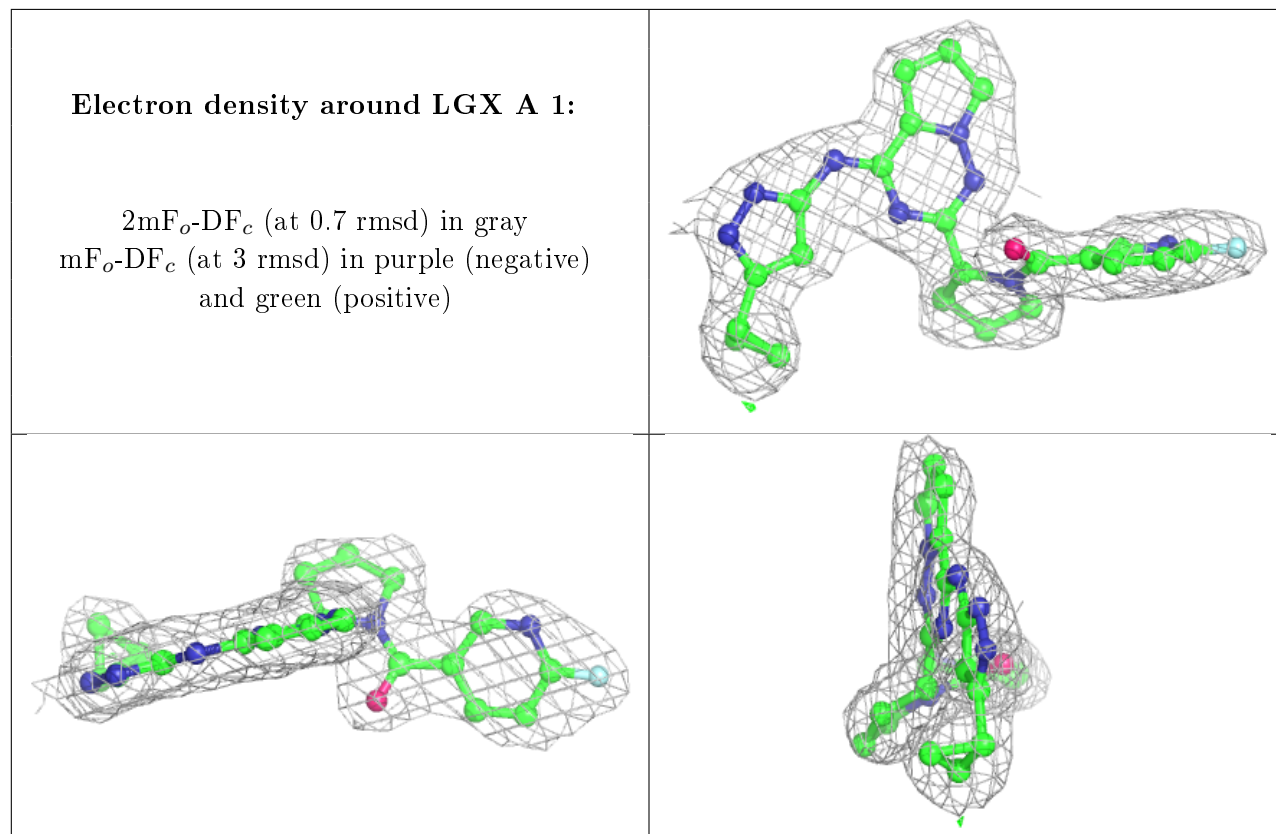 Electron density around LGX A 1:
2mFo-DFc (at 0.7 rmsd) in gray
mFo-DFc (at 3 rmsd) in purple (negative)
and green (positive)